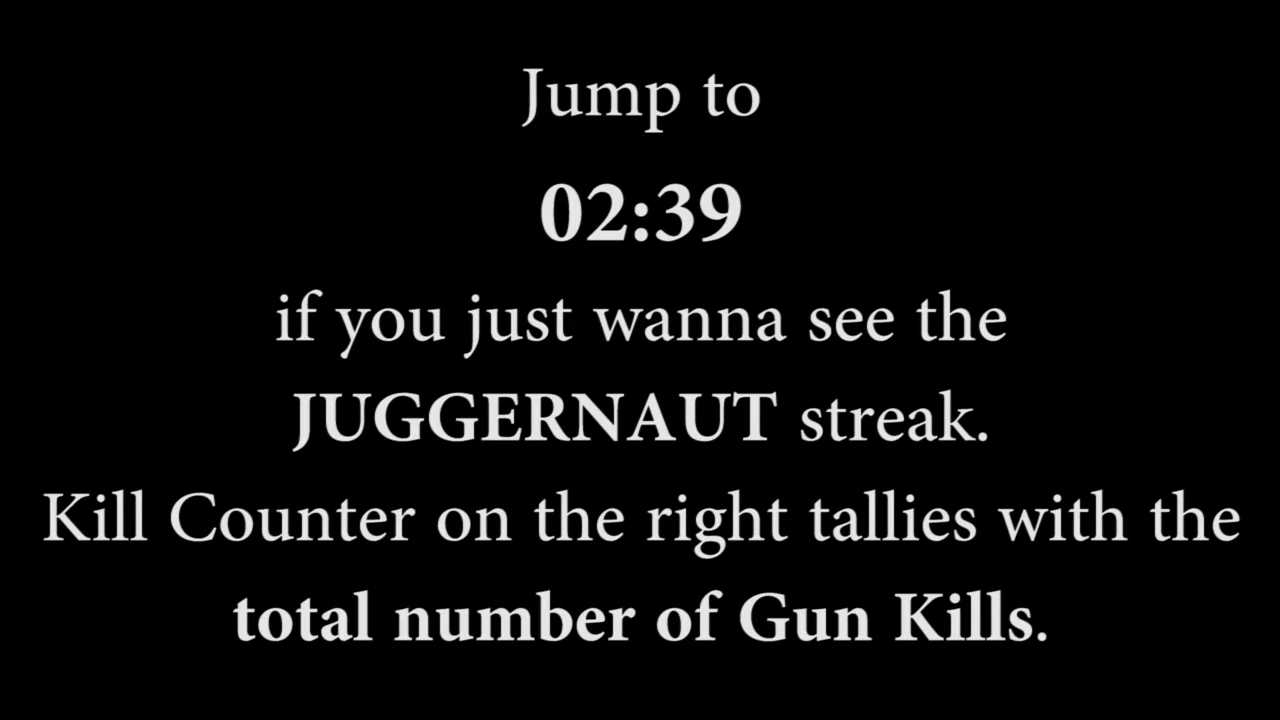 Jump to
02:39
if you just wanna see the
JUGGERNAUT streak.
Kill Counter on the right tallies with the
total number of Gun Kills.